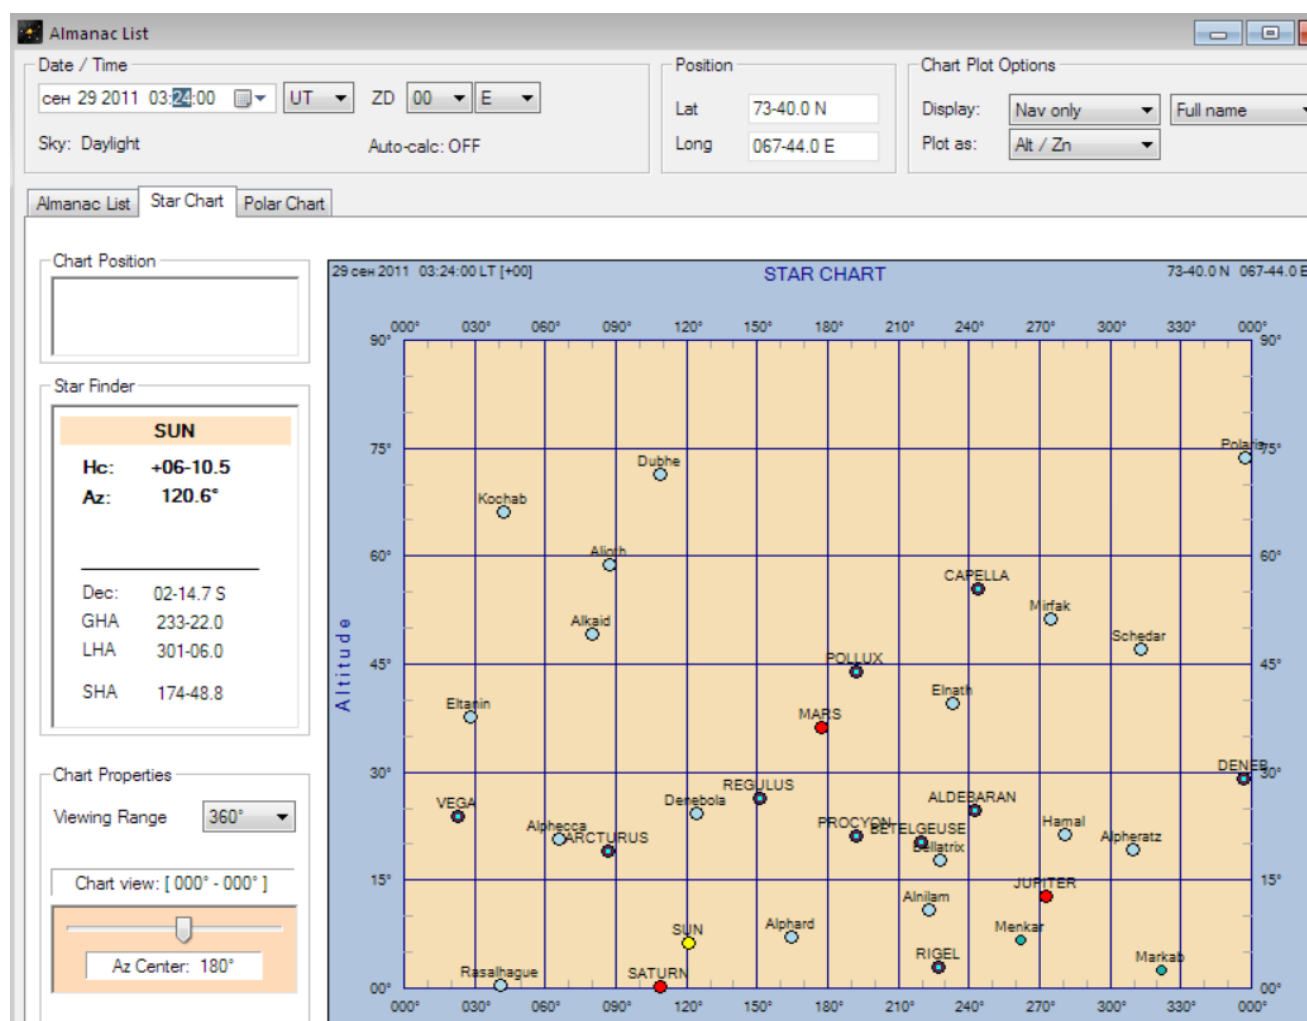 Almanac List
Date / Time
Position
Chart Plot Options
сен 29 2011 03:24:00 UT ZD 00 E
Lat 73-40.0 N
Display: Nav only Full name
Sky: Daylight Auto-calc: OFF
Long 067-44.0 E
Plot as: Alt / Zn
Almanac List Star Chart Polar Chart
Chart Position
29 сен 2011 03:24:00 LT [+00] STAR CHART 73-40.0 N 067-44.0 E
000° 030° 060° 090° 120° 150° 180° 210° 240° 270° 300° 330° 000°
90° 90°
Star Finder
SUN
Hc: +06-10.5
Az: 120.6°
Dec: 02-14.7 S
GHA 233-22.0
LHA 301-06.0
SHA 174-48.8
Chart Properties
Viewing Range 360°
Chart view: [ 000° - 000° ]
Az Center: 180°
Altitude
Polaris
75° 75°
Dubhe
Kochab
Alioth
60° 60°
CAPELLA
Mirfak
Alkaid
Schedar
POLLUX
45° 45°
Elnath
Eltanin
MARS
DENEB
30° 30°
REGULUS
Denebola
ALDEBARAN
VEGA
Alphecca
ARCTURUS
PROCYON
BETELGEUSE
Hamal
Alpheratz
Bellatrix
15° 15°
JUPITER
Alnilam
SUN
Alphard
Menkar
RIGEL
Markab
Rasalhague
SATURN
00° 00°
000° 030° 060° 090° 120° 150° 180° 210° 240° 270° 300° 330° 000°